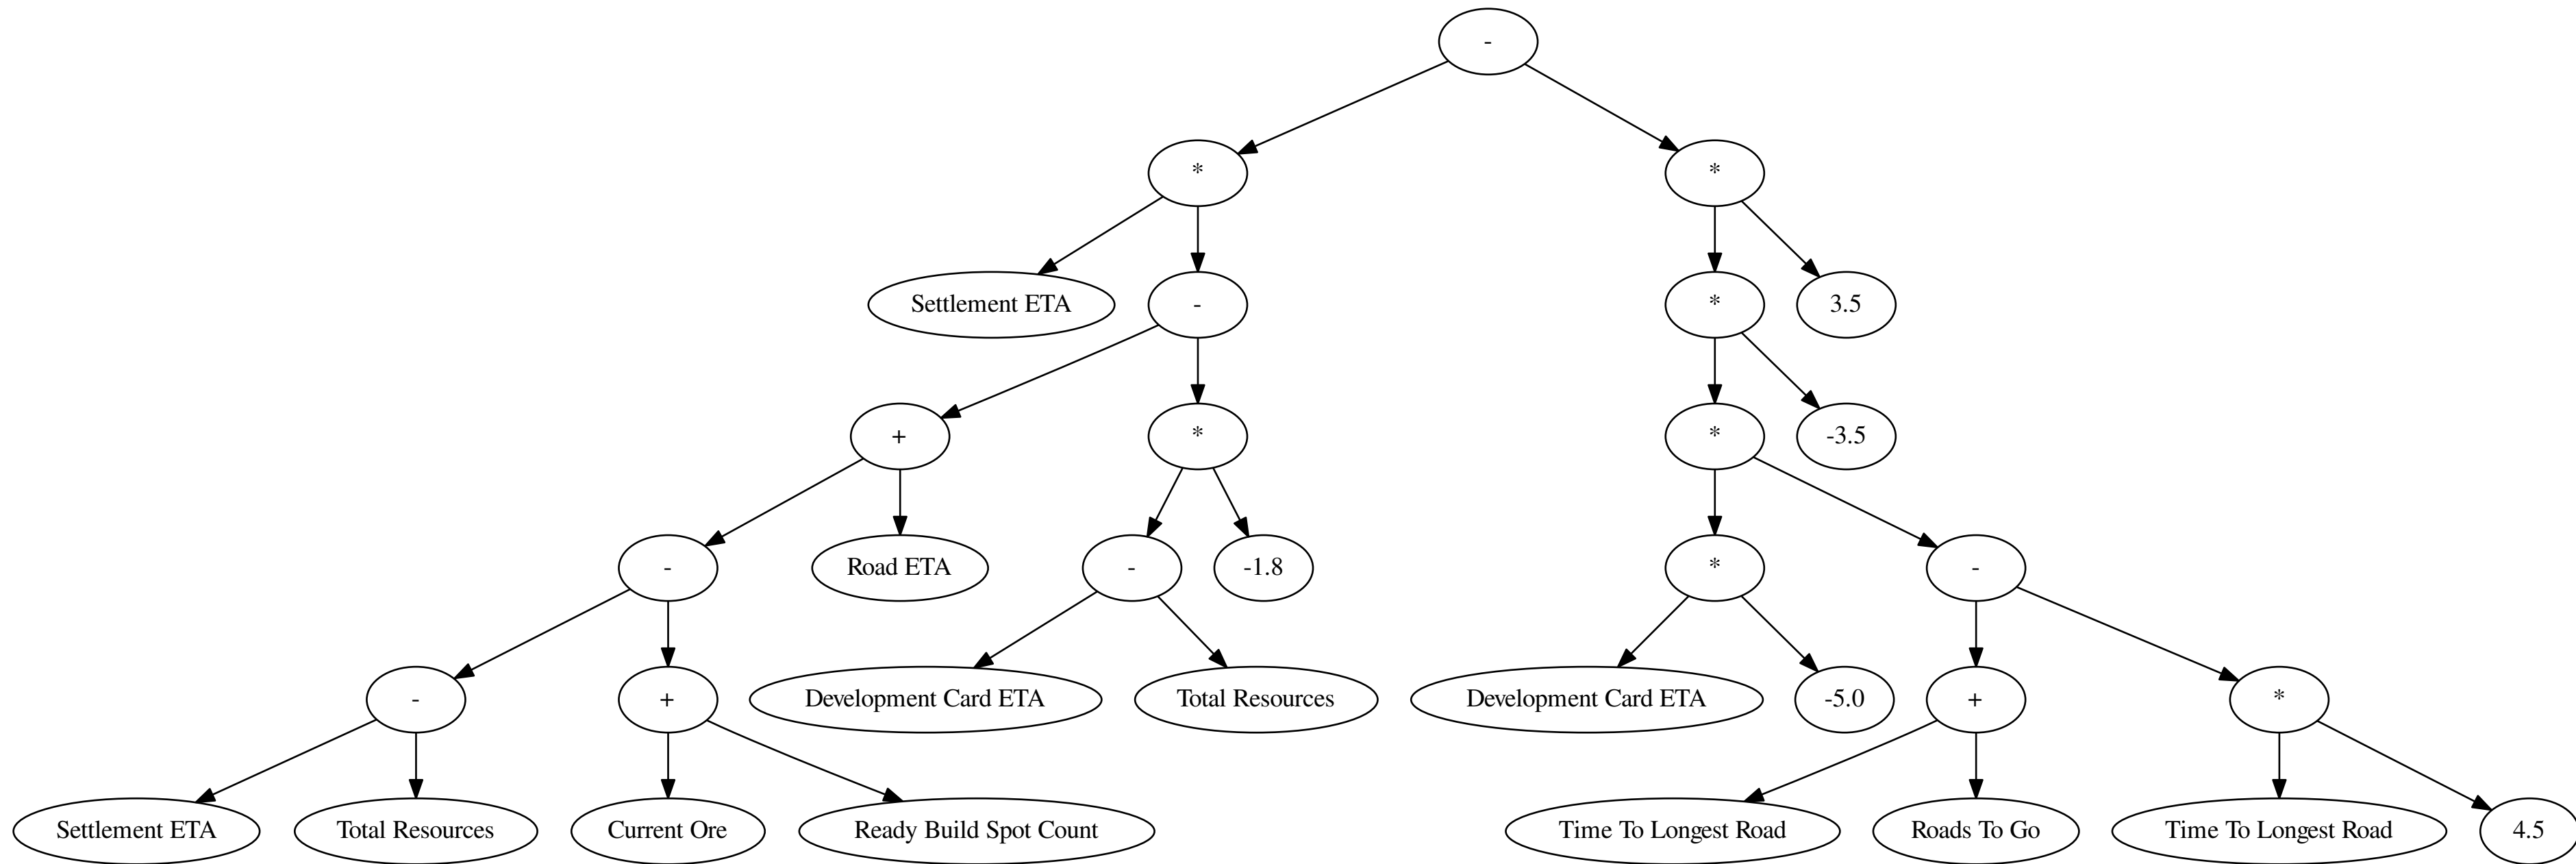 -
*
*
Settlement ETA
-
*
3.5
+
*
*
-3.5
-
Road ETA
-
-1.8
*
-
-
+
Development Card ETA
Total Resources
Development Card ETA
-5.0
+
*
Settlement ETA
Total Resources
Current Ore
Ready Build Spot Count
Time To Longest Road
Roads To Go
Time To Longest Road
4.5